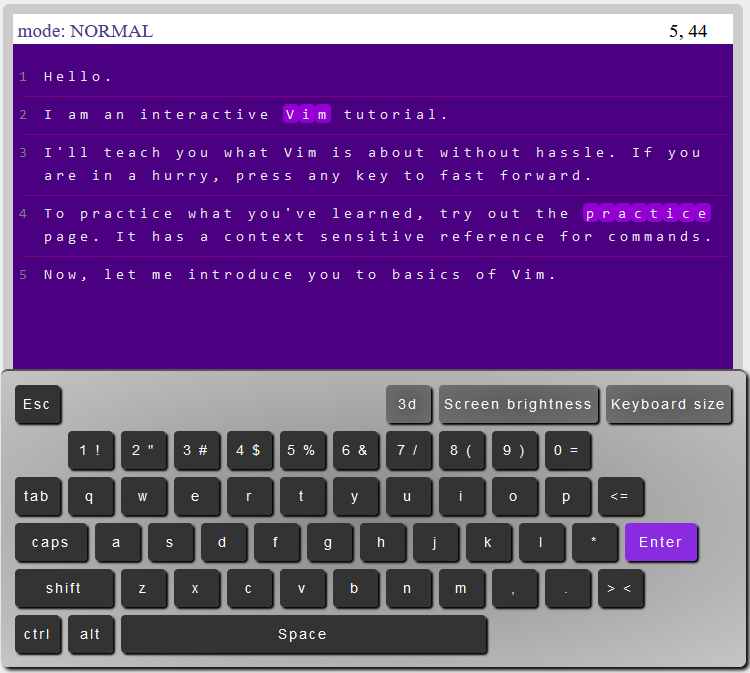 mode: NORMAL 5, 44
1 Hello.
2 I am an interactive Vim tutorial.
3 I'll teach you what Vim is about without hassle. If you
are in a hurry, press any key to fast forward.
4 To practice what you've learned, try out the practice
page. It has a context sensitive reference for commands.
5 Now, let me introduce you to basics of Vim.
Esc 3d Screen brightness Keyboard size
1 ! 2 " 3 # 4 $ 5 % 6 & 7 / 8 ( 9 ) 0 =
tab q w e r t y u i o p <=
caps a s d f g h j k l * Enter
shift z x c v b n m , . > <
ctrl alt Space